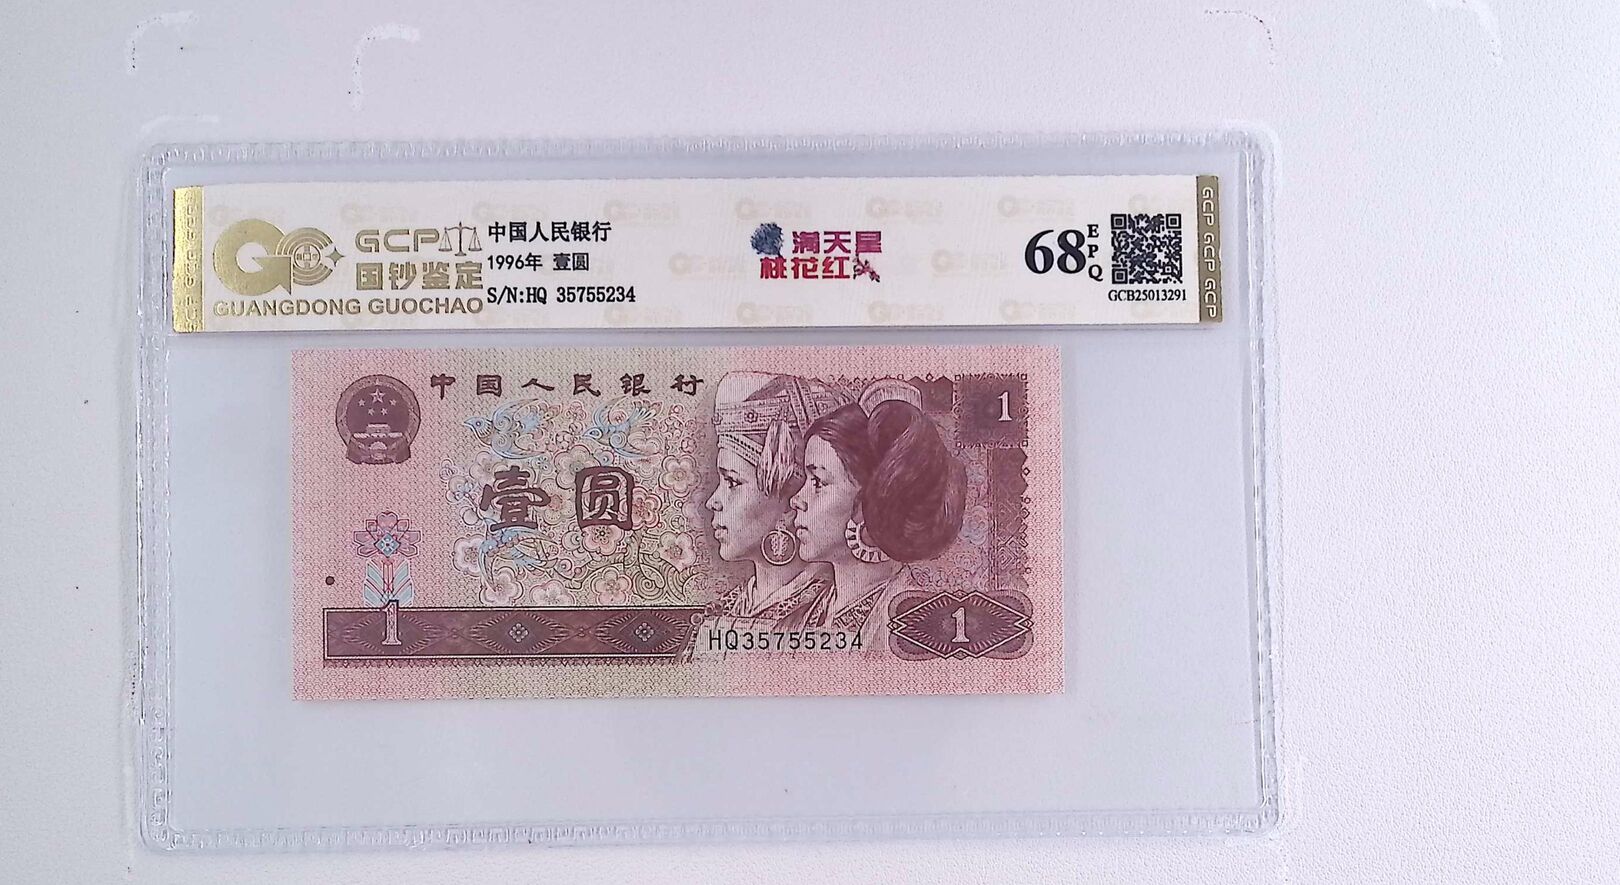 GCP
国钞鉴定
GUANGDONG GUOCHAO
中国人民银行
1996年 壹圆
S/N:HQ 35755234
满天星
桃花红
68 EPQ
GCB25013291
GCP GCP GCP
中国人民银行
1
壹圆
1
HQ35755234
1